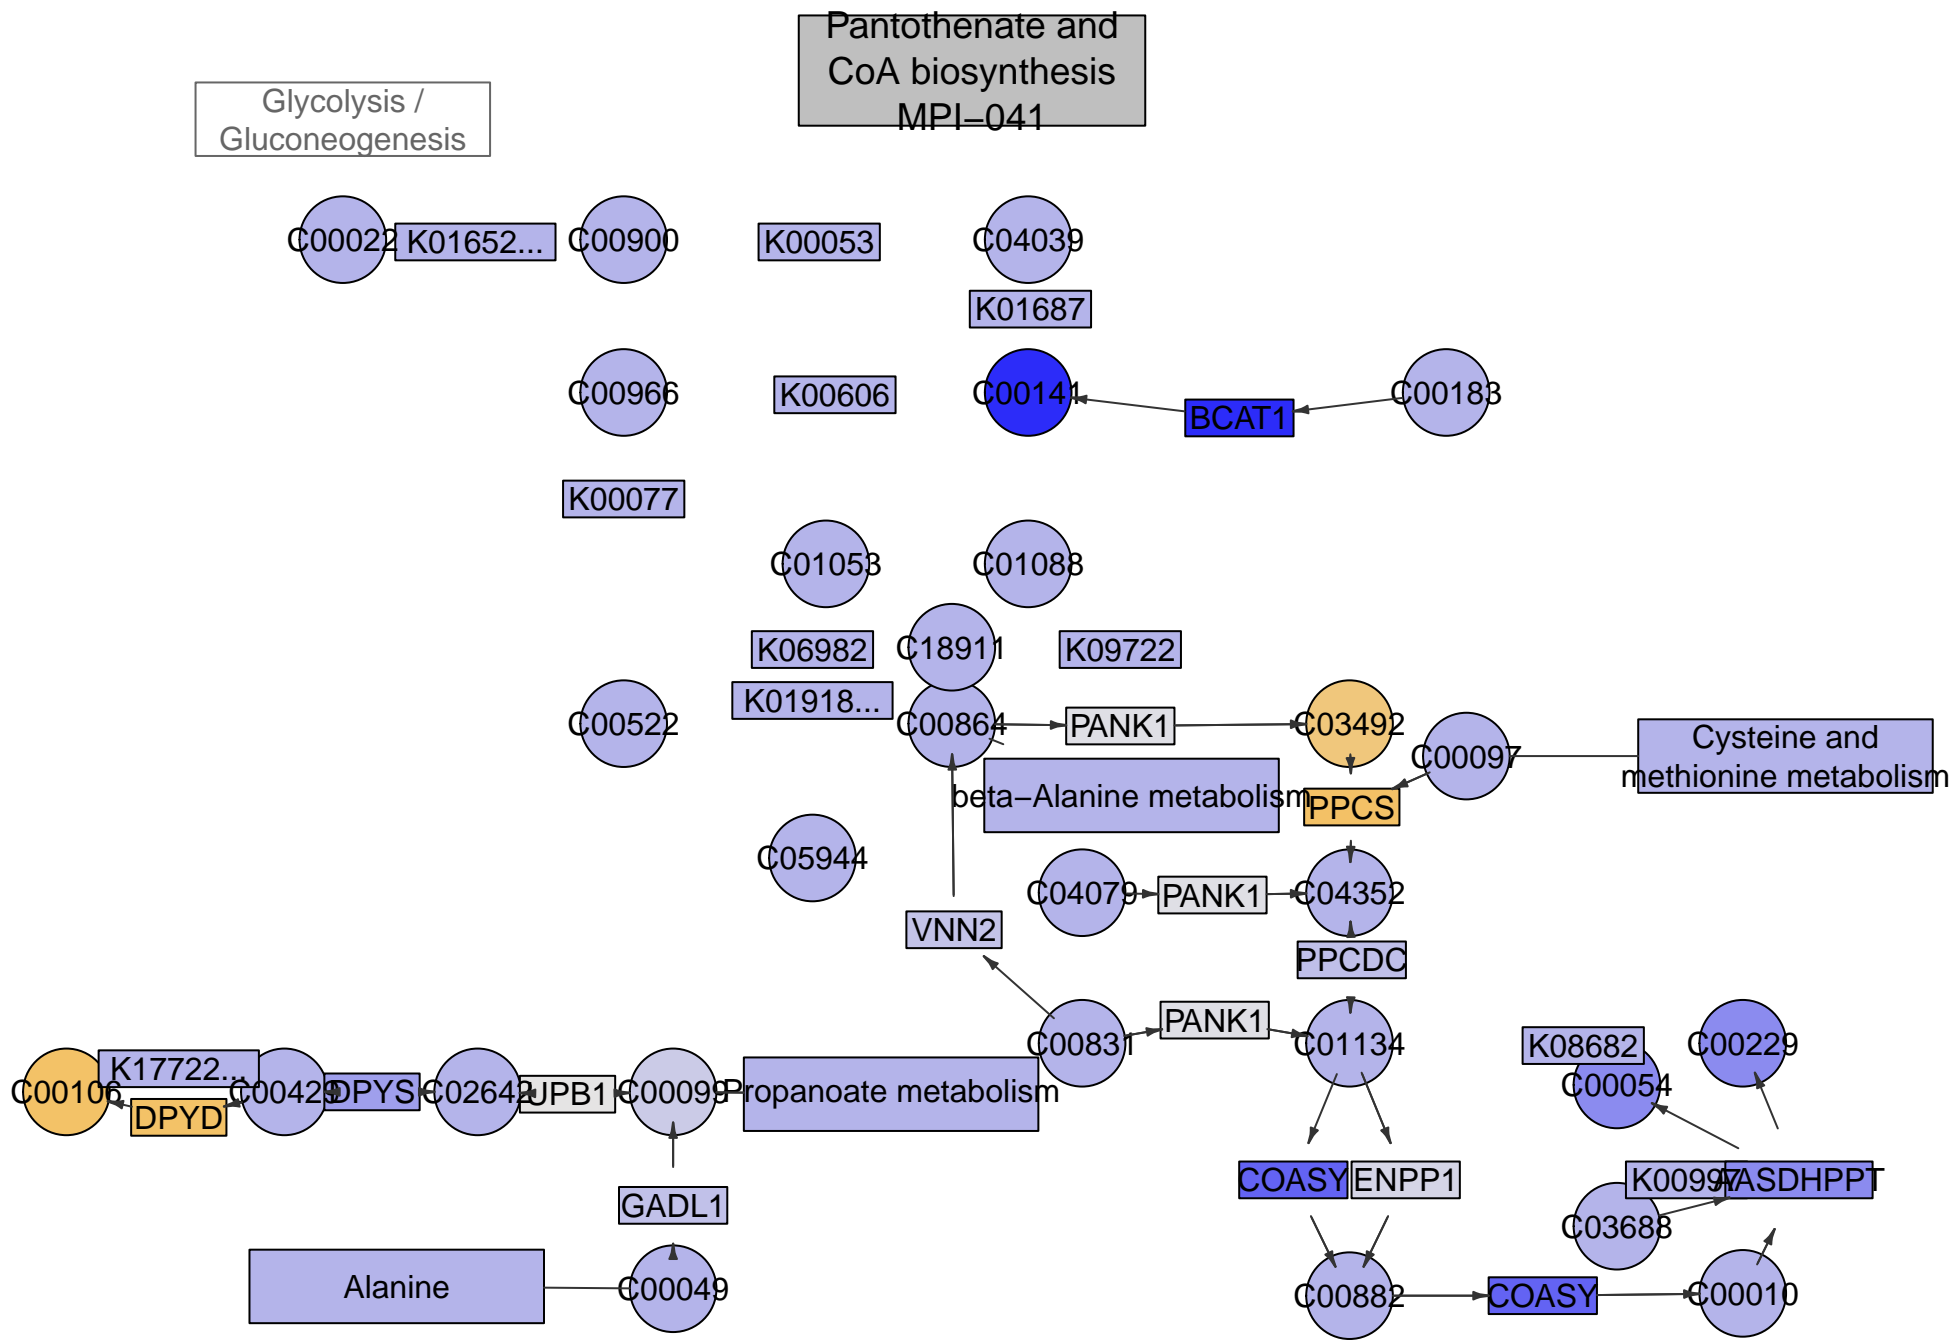 Pantothenate and
CoA biosynthesis
MPI−041
Glycolysis /
Gluconeogenesis
C00022
K01652...
C00900
K00053
C04039
K01687
C00966
K00606
C00141
BCAT1
C00183
K00077
C01053
C01088
K06982
C18911
K09722
K01918...
C00522
C00864
PANK1
C03492
C00097
Cysteine and
methionine metabolism
beta−Alanine metabolism
PPCS
C05944
C04079
PANK1
C04352
VNN2
PPCDC
C00831
PANK1
C01134
K08682
C00229
C00054
K17722...
C00106
DPYD
C00429
DPYS
C02642
UPB1
C00099
Propanoate metabolism
COASY
ENPP1
K00997
AASDHPPT
GADL1
C03688
Alanine
C00049
C00882
COASY
C00010